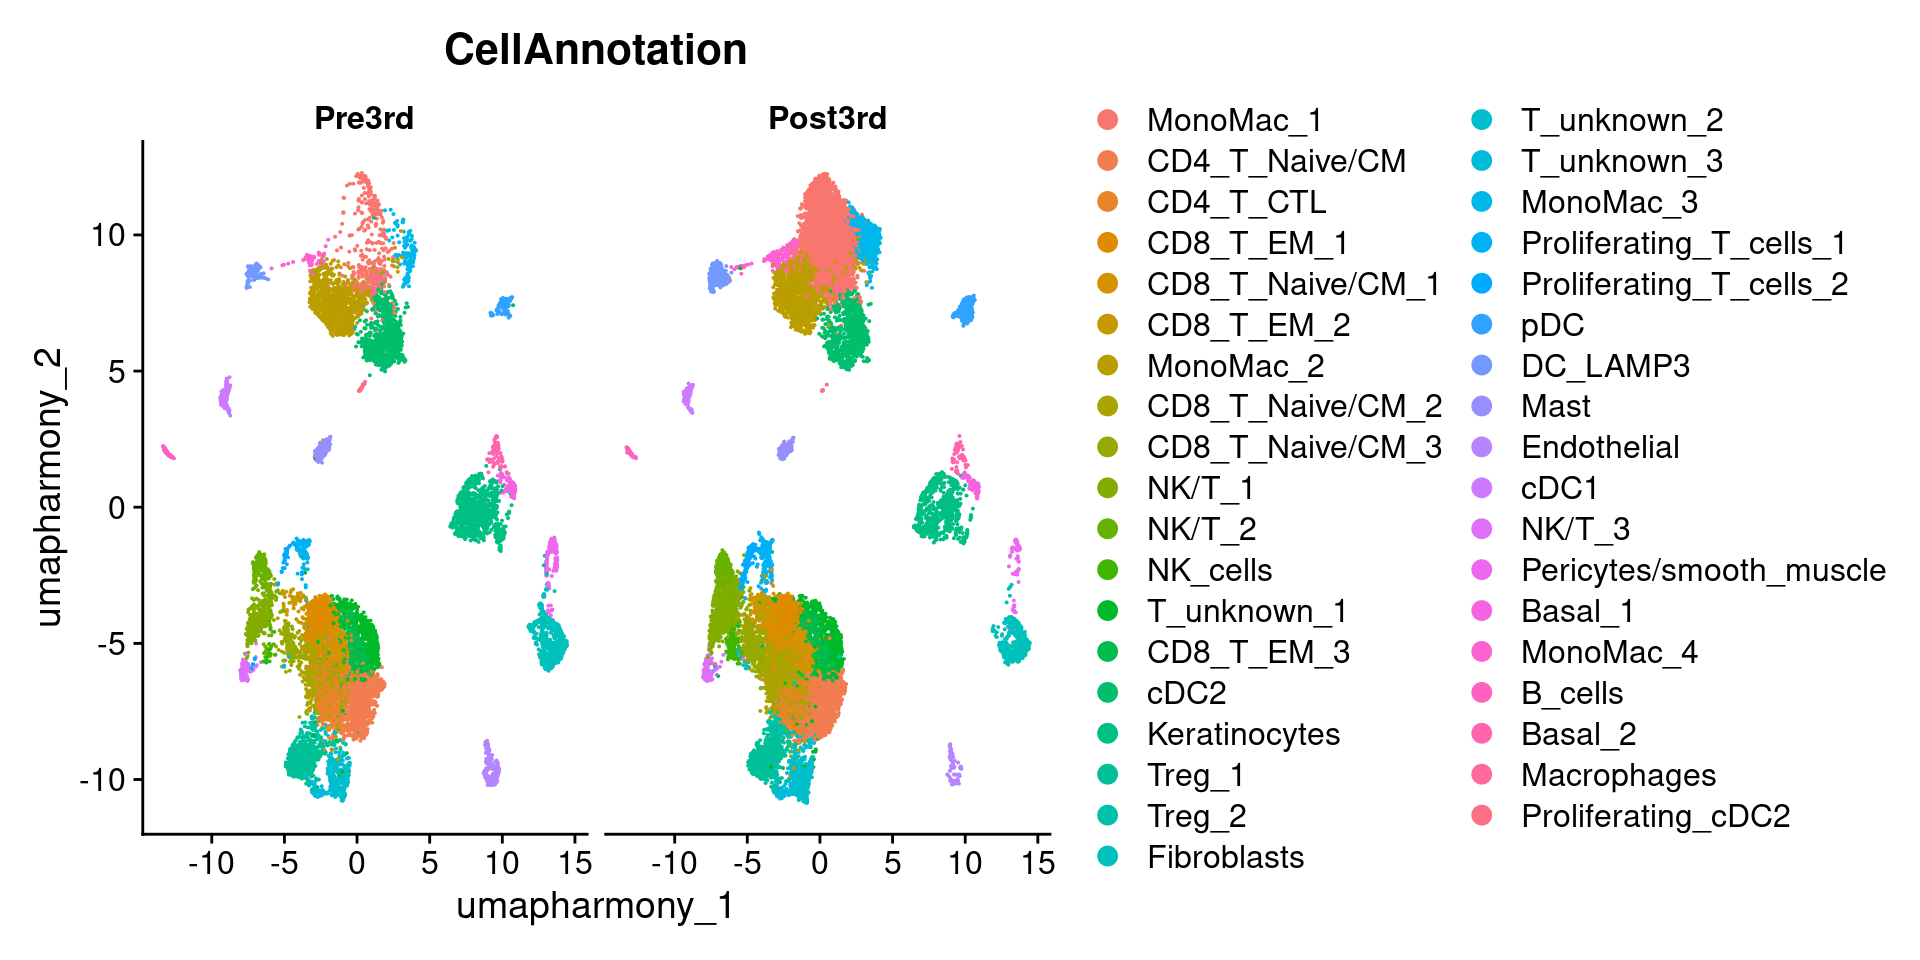 CellAnnotation
Pre3rd
Post3rd
umapharmony_2
10
5
0
-5
-10
-10 -5 0 5 10 15
-10 -5 0 5 10 15
umapharmony_1
MonoMac_1
CD4_T_Naive/CM
CD4_T_CTL
CD8_T_EM_1
CD8_T_Naive/CM_1
CD8_T_EM_2
MonoMac_2
CD8_T_Naive/CM_2
CD8_T_Naive/CM_3
NK/T_1
NK/T_2
NK_cells
T_unknown_1
CD8_T_EM_3
cDC2
Keratinocytes
Treg_1
Treg_2
Fibroblasts
T_unknown_2
T_unknown_3
MonoMac_3
Proliferating_T_cells_1
Proliferating_T_cells_2
pDC
DC_LAMP3
Mast
Endothelial
cDC1
NK/T_3
Pericytes/smooth_muscle
Basal_1
MonoMac_4
B_cells
Basal_2
Macrophages
Proliferating_cDC2